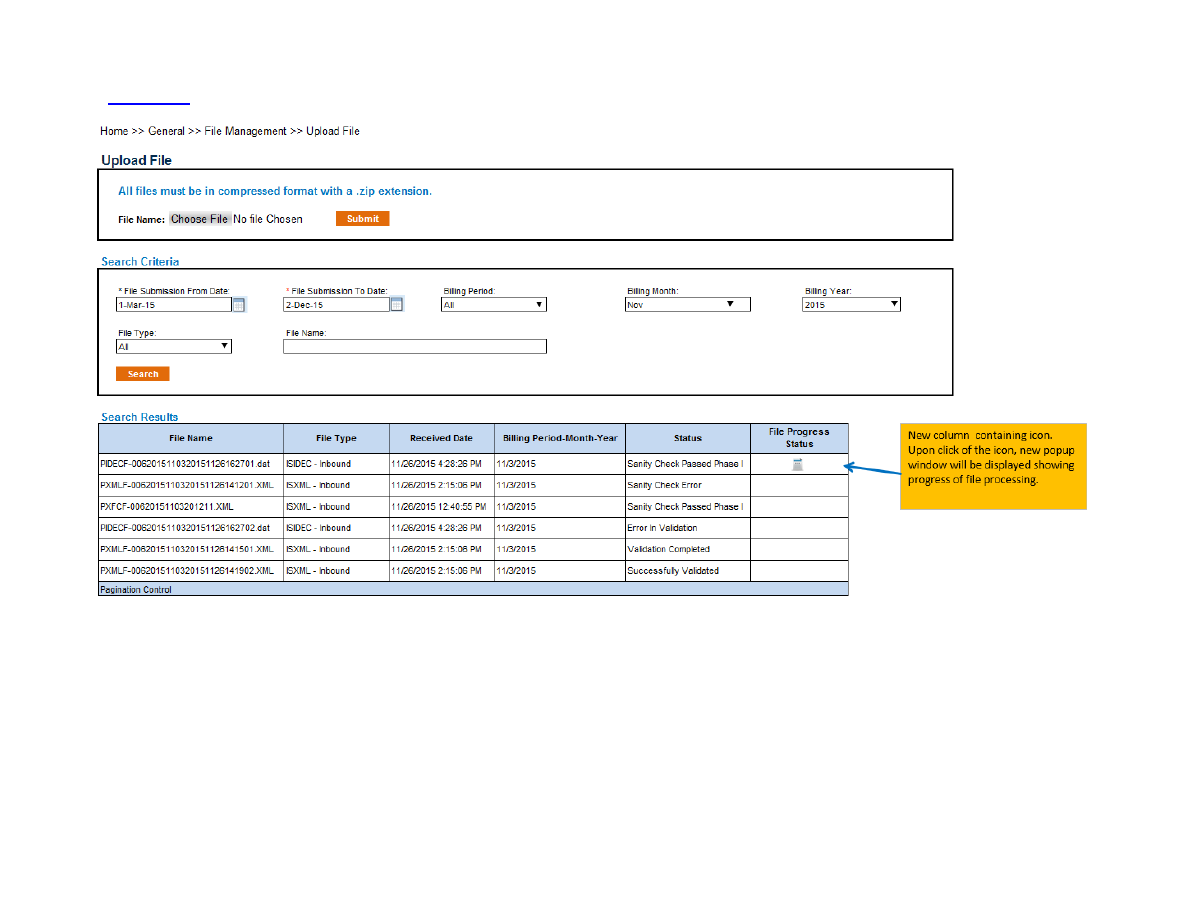 Home >> General >> File Management >> Upload File
Upload File
All files must be in compressed format with a .zip extension.
File Name: Choose File No file Chosen Submit
Search Criteria
* File Submission From Date: * File Submission To Date: Billing Period: Billing Month: Billing Year:
1-Mar-15 2-Dec-15 All Nov 2015
File Type: File Name:
All
Search
Search Results
File Name File Type Received Date Billing Period-Month-Year Status File Progress Status
PIDECF-00620151103201511261​62701.dat ISIDEC - Inbound 11/26/2015 4:28:26 PM 11/3/2015 Sanity Check Passed Phase I
PXMLF-0062015110320151126141201.XML ISXML - Inbound 11/26/2015 2:15:06 PM 11/3/2015 Sanity Check Error
PXFCF-00620151103201211.XML ISXML - Inbound 11/26/2015 12:40:55 PM 11/3/2015 Sanity Check Passed Phase I
PIDECF-0062015110320151126162702.dat ISIDEC - Inbound 11/26/2015 4:28:26 PM 11/3/2015 Error In Validation
PXMLF-0062015110320151126141501.XML ISXML - Inbound 11/26/2015 2:15:06 PM 11/3/2015 Validation Completed
PXMLF-0062015110320151126141902.XML ISXML - Inbound 11/26/2015 2:15:06 PM 11/3/2015 Successfully Validated
Pagination Control
New column containing icon.
Upon click of the icon, new popup
window will be displayed showing
progress of file processing.